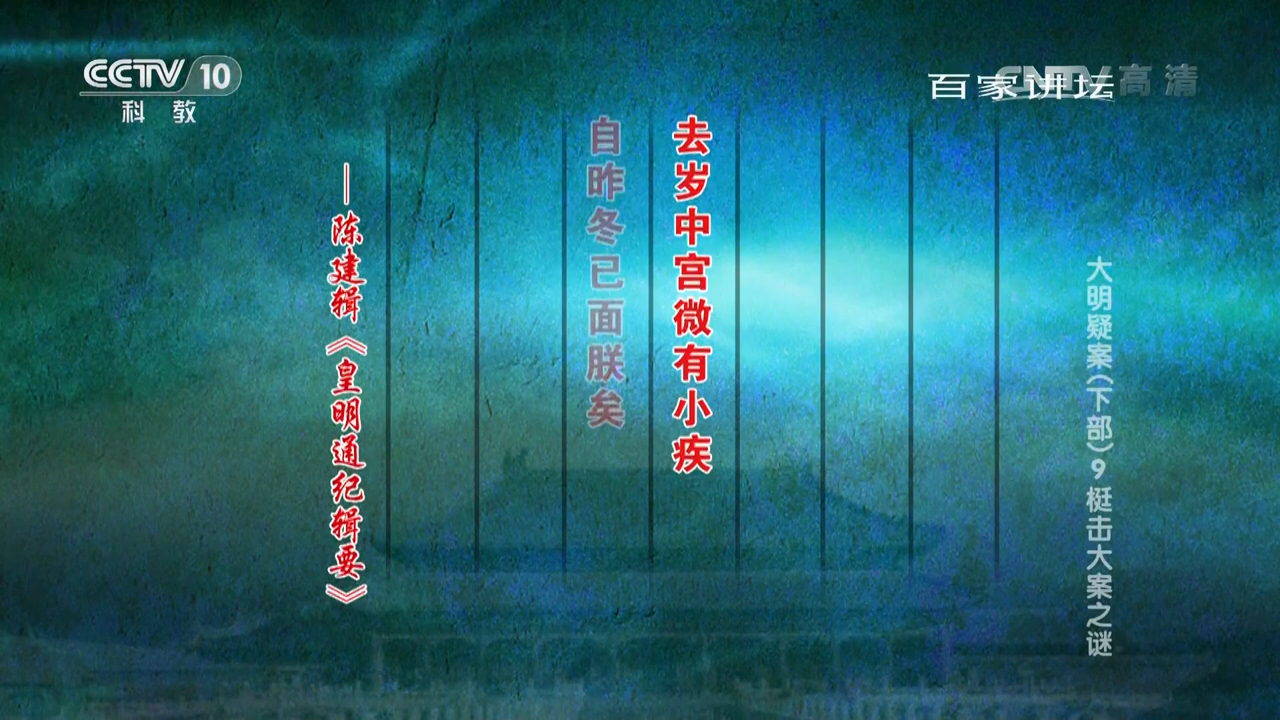 CCTV 10
科教
百家讲坛
CNTV高清
去岁中宫微有小疾
自昨冬已面朕矣
—陈建辑《皇明通纪辑要》
大明疑案(下部)9 梃击大案之谜